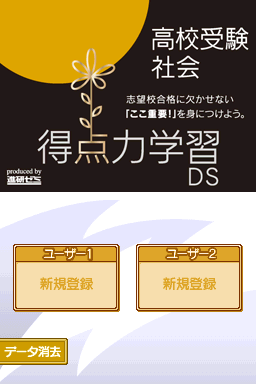 高校受験
社会
志望校合格に欠かせない
「ここ重要!」を身につけよう。
得点力学習
DS
produced by
進研ゼミ
ユーザー1
ユーザー2
新規登録
新規登録
データ消去